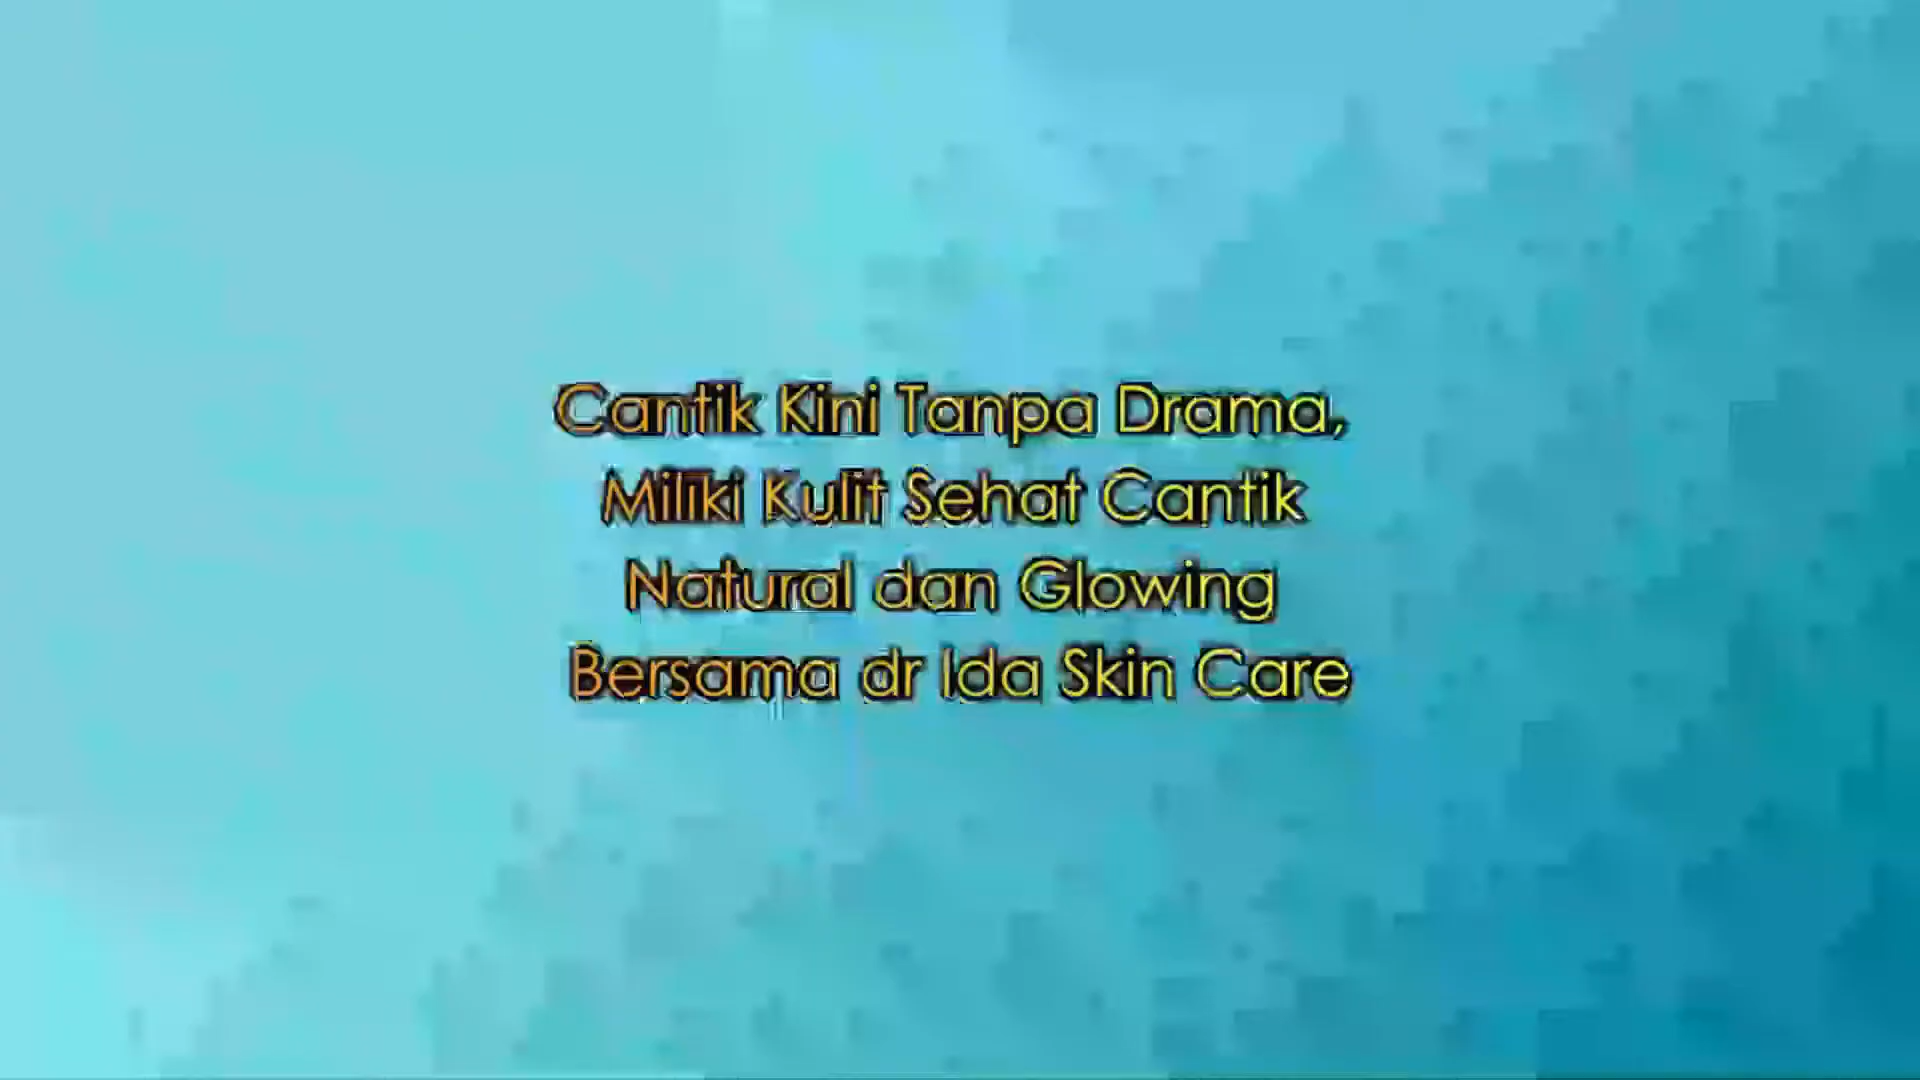 Cantik Kini Tanpa Drama,
Miliki Kulit Sehat Cantik
Natural dan Glowing
Bersama dr Ida Skin Care